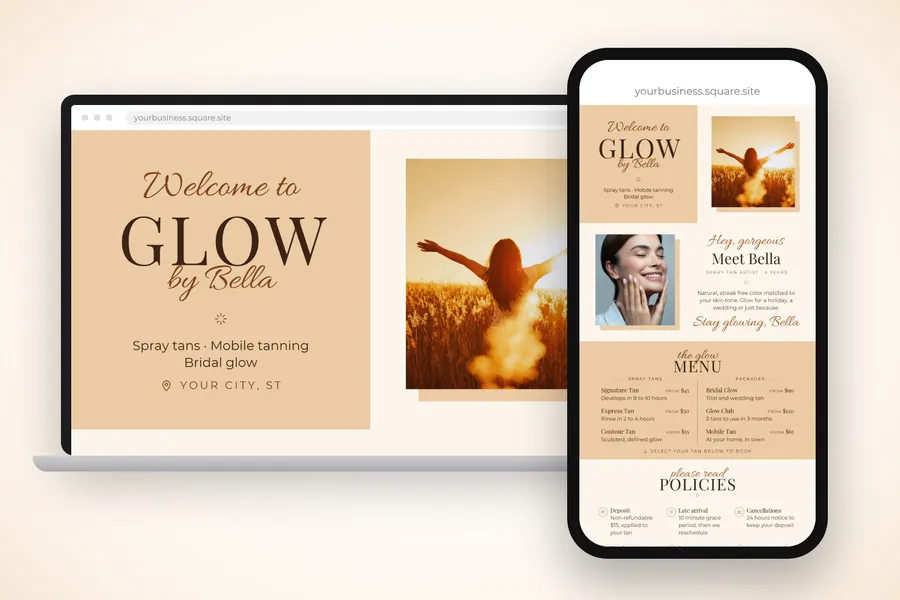 yourbusiness.square.site
Welcome to
GLOW
by Bella
Spray tans · Mobile tanning
Bridal glow
YOUR CITY, ST
yourbusiness.square.site
Welcome to
GLOW
by Bella
Spray tans · Mobile tanning
Bridal glow
YOUR CITY, ST
Hey, gorgeous
Meet Bella
SPRAY TAN ARTIST · 5 YEARS
Natural, streak free color matched to
your skin tone. Glow for a holiday, a
wedding or just because.
Stay glowing, Bella
the glow
MENU
SPRAY TANS
Signature Tan FROM $45
Develops in 8 to 10 hours
Express Tan FROM $50
Rinse in 2 to 4 hours
Contour Tan FROM $55
Sculpted, defined glow
PACKAGES
Bridal Glow FROM $90
Trial and wedding tan
Glow Club FROM $120
3 tans to use in 3 months
Mobile Tan FROM $65
At your home, in town
↓ SELECT YOUR TAN BELOW TO BOOK
please read
POLICIES
Deposit
Non-refundable
$15, applied to
your tan
Late arrival
10 minute grace
period, then we
reschedule
Cancellations
24 hours notice to
keep your deposit